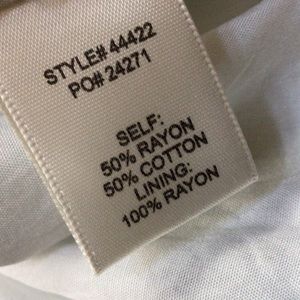 STYLE# 44422
PO# 24271
SELF:
50% RAYON
50% COTTON
LINING:
100% RAYON